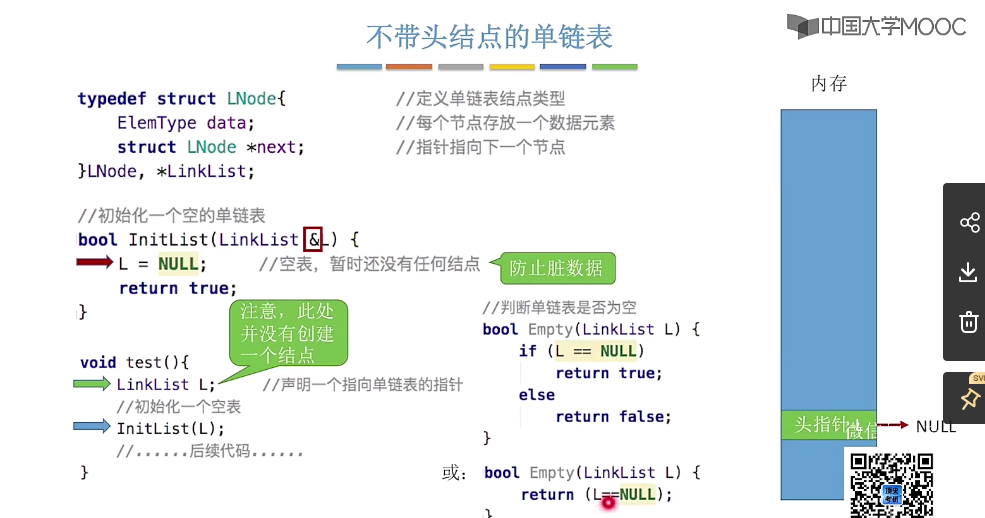 不带头结点的单链表
中国大学MOOC
typedef struct LNode{ //定义单链表结点类型
ElemType data; //每个节点存放一个数据元素
struct LNode *next; //指针指向下一个节点
}LNode, *LinkList;
//初始化一个空的单链表
bool InitList(LinkList &L) {
L = NULL; //空表，暂时还没有任何结点
防止脏数据
return true;
}
注意，此处
并没有创建
一个结点
void test(){
LinkList L; //声明一个指向单链表的指针
//初始化一个空表
InitList(L);
//......后续代码......
}
//判断单链表是否为空
bool Empty(LinkList L) {
if (L == NULL)
return true;
else
return false;
}
或：
bool Empty(LinkList L) {
return (L==NULL);
}
内存
头指针L
NULL
微信
SV